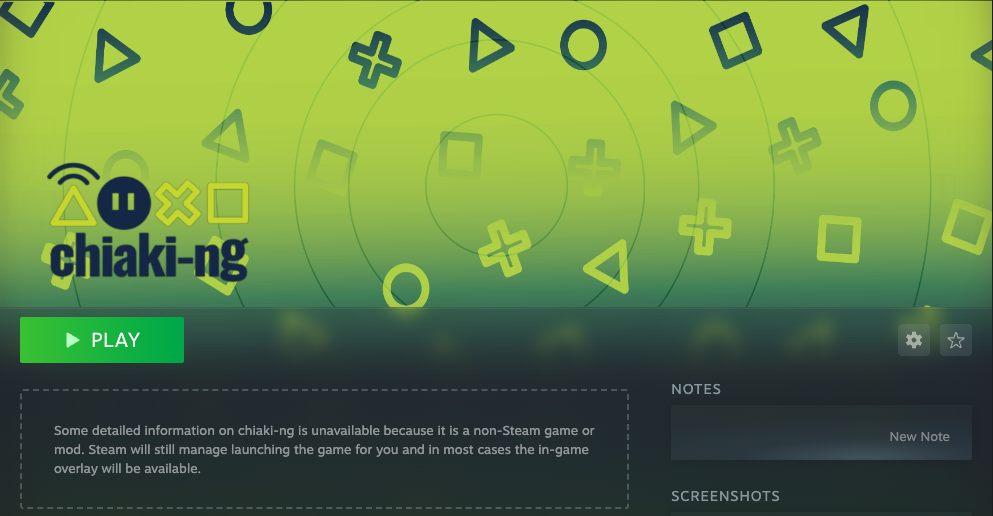 chiaki-ng
PLAY
NOTES
Some detailed information on chiaki-ng is unavailable because it is a non-Steam game or
mod. Steam will still manage launching the game for you and in most cases the in-game
overlay will be available.
New Note
SCREENSHOTS